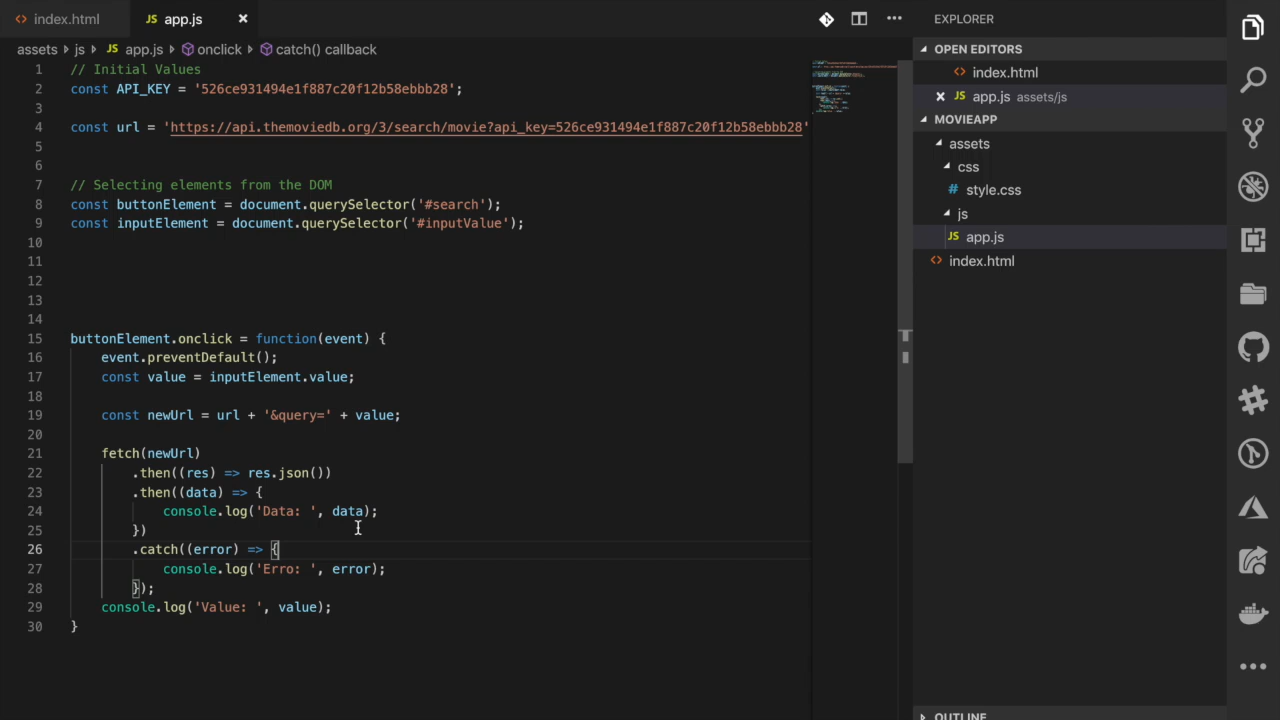 index.html
JS app.js
EXPLORER
assets js JS app.js onclick catch() callback
OPEN EDITORS
index.html
JS app.js assets/js
MOVIEAPP
assets
css
# style.css
js
JS app.js
index.html
OUTLINE
1 // Initial Values
2 const API_KEY = '526ce931494e1f887c20f12b58ebbb28';
3
4 const url = 'https://api.themoviedb.org/3/search/movie?api_key=526ce931494e1f887c20f12b58ebbb28'
5
6
7 // Selecting elements from the DOM
8 const buttonElement = document.querySelector('#search');
9 const inputElement = document.querySelector('#inputValue');
10
11
12
13
14
15 buttonElement.onclick = function(event) {
16 event.preventDefault();
17 const value = inputElement.value;
18
19 const newUrl = url + '&query=' + value;
20
21 fetch(newUrl)
22 .then((res) => res.json())
23 .then((data) => {
24 console.log('Data: ', data);
25 })
26 .catch((error) => {
27 console.log('Erro: ', error);
28 });
29 console.log('Value: ', value);
30 }